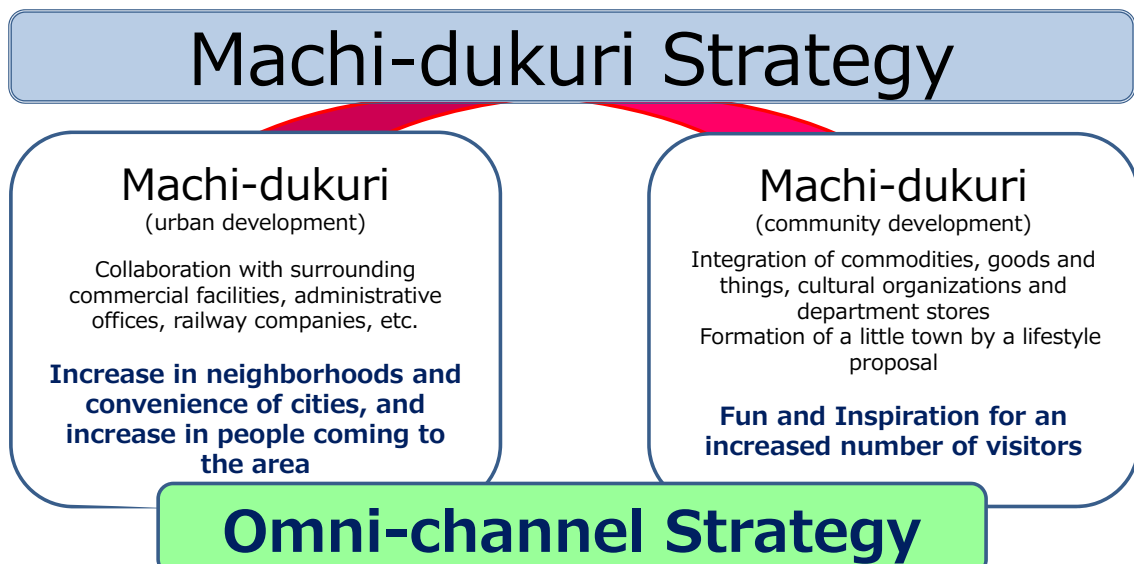 Machi-dukuri Strategy
Machi-dukuri
(urban development)
Collaboration with surrounding
commercial facilities, administrative
offices, railway companies, etc.
Increase in neighborhoods and
convenience of cities, and
increase in people coming to
the area
Machi-dukuri
(community development)
Integration of commodities, goods and
things, cultural organizations and
department stores
Formation of a little town by a lifestyle
proposal
Fun and Inspiration for an
increased number of visitors
Omni-channel Strategy